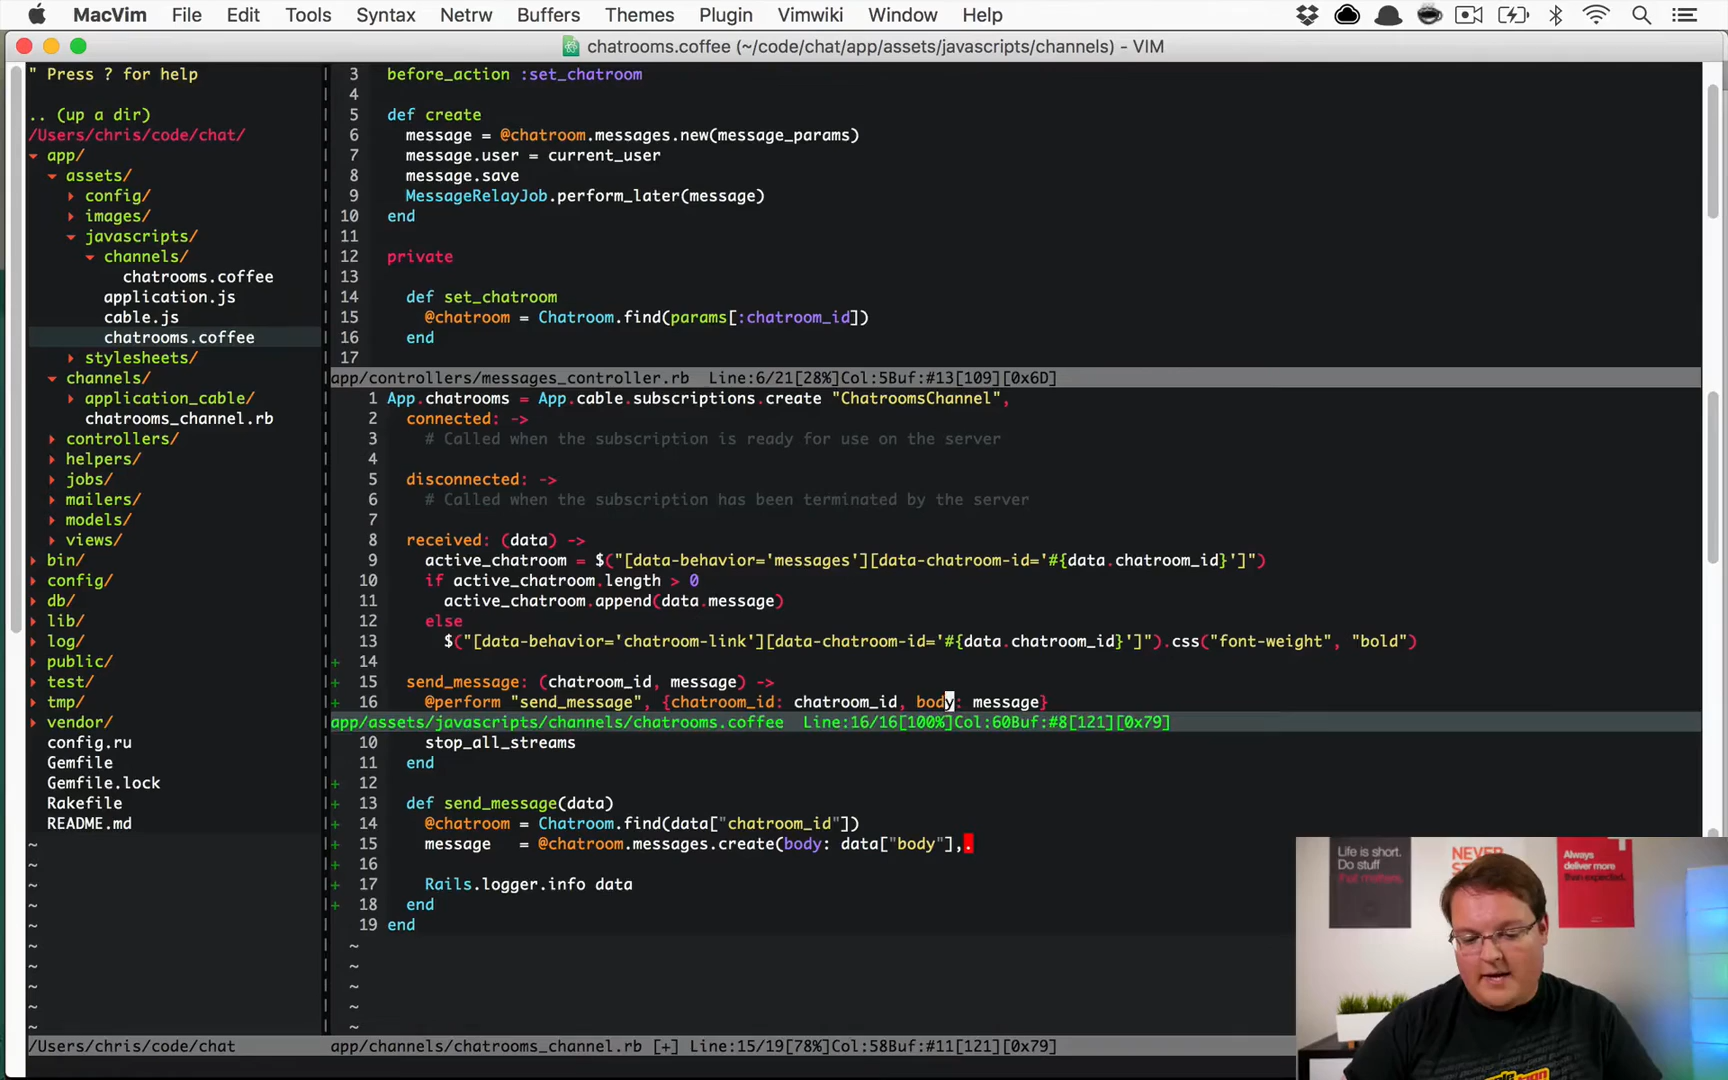 MacVim File Edit Tools Syntax Netrw Buffers Themes Plugin Vimwiki Window Help
chatrooms.coffee (~/code/chat/app/assets/javascripts/channels) - VIM
" Press ? for help
.. (up a dir)
/Users/chris/code/chat/
app/
assets/
config/
images/
javascripts/
channels/
chatrooms.coffee
application.js
cable.js
chatrooms.coffee
stylesheets/
channels/
application_cable/
chatrooms_channel.rb
controllers/
helpers/
jobs/
mailers/
models/
views/
bin/
config/
db/
lib/
log/
public/
test/
tmp/
vendor/
config.ru
Gemfile
Gemfile.lock
Rakefile
README.md
~
~
~
~
~
~
~
~
~
~
/Users/chris/code/chat
3 before_action :set_chatroom
4
5 def create
6 message = @chatroom.messages.new(message_params)
7 message.user = current_user
8 message.save
9 MessageRelayJob.perform_later(message)
10 end
11
12 private
13
14 def set_chatroom
15 @chatroom = Chatroom.find(params[:chatroom_id])
16 end
17
app/controllers/messages_controller.rb Line:6/21[28%]Col:5Buf:#13[109][0x6D]
1 App.chatrooms = App.cable.subscriptions.create "ChatroomsChannel",
2 connected: ->
3 # Called when the subscription is ready for use on the server
4
5 disconnected: ->
6 # Called when the subscription has been terminated by the server
7
8 received: (data) ->
9 active_chatroom = $("[data-behavior='messages'][data-chatroom-id='#{data.chatroom_id}']")
10 if active_chatroom.length > 0
11 active_chatroom.append(data.message)
12 else
13 $("[data-behavior='chatroom-link'][data-chatroom-id='#{data.chatroom_id}']").css("font-weight", "bold")
+ 14
+ 15 send_message: (chatroom_id, message) ->
+ 16 @perform "send_message", {chatroom_id: chatroom_id, body: message}
app/assets/javascripts/channels/chatrooms.coffee Line:16/16[100%]Col:60Buf:#8[121][0x79]
10 stop_all_streams
11 end
+ 12
+ 13 def send_message(data)
+ 14 @chatroom = Chatroom.find(data["chatroom_id"])
+ 15 message = @chatroom.messages.create(body: data["body"],.
+ 16
+ 17 Rails.logger.info data
+ 18 end
19 end
~
~
~
~
~
app/channels/chatrooms_channel.rb [+] Line:15/19[78%]Col:58Buf:#11[121][0x79]
Life is short.
Do stuff
that matters.
NEVER
Always
deliver more
than expected.